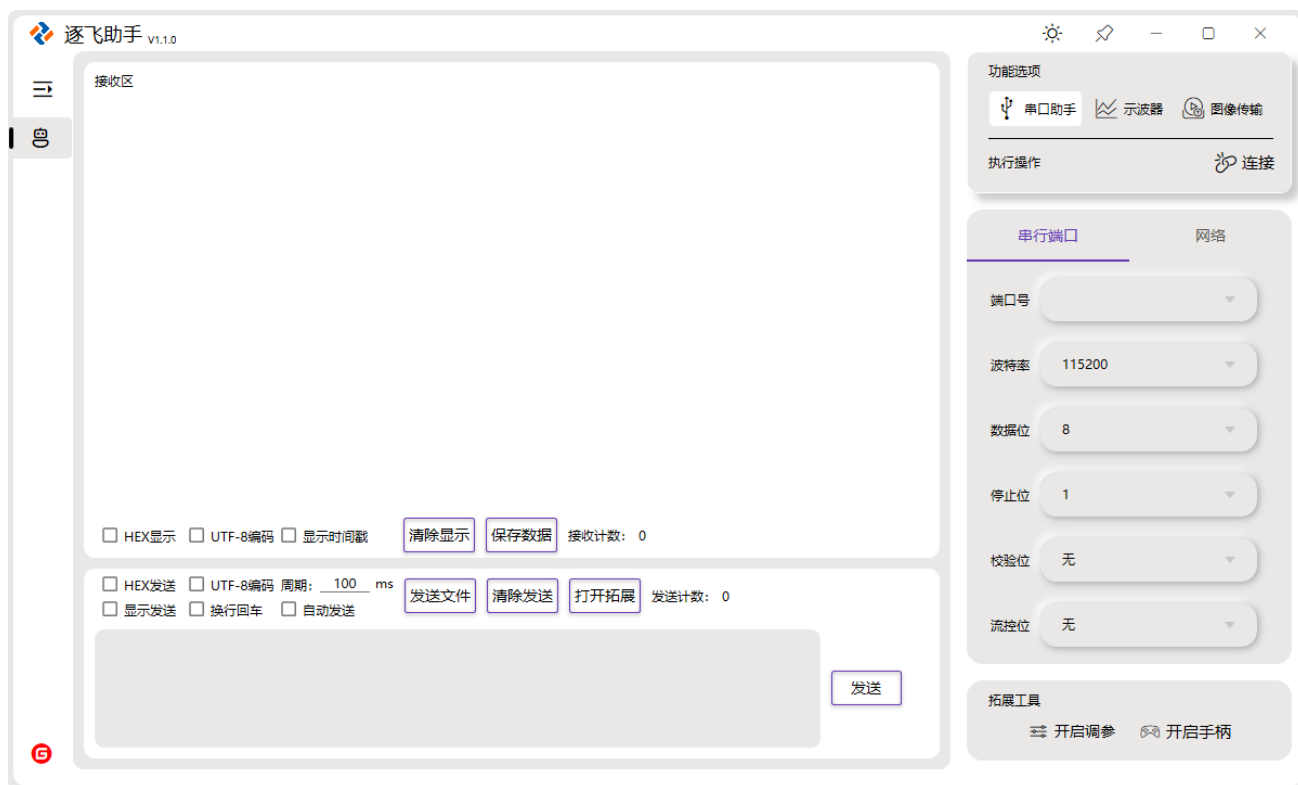 逐飞助手 V1.1.0
接收区
HEX显示 UTF-8编码 显示时间戳 清除显示 保存数据 接收计数: 0
HEX发送 UTF-8编码 周期: 100 ms
显示发送 换行回车 自动发送
发送文件 清除发送 打开拓展 发送计数: 0
发送
功能选项
串口助手 示波器 图像传输
执行操作 连接
串行端口 网络
端口号
波特率 115200
数据位 8
停止位 1
校验位 无
流控位 无
拓展工具
开启调参 开启手柄
G